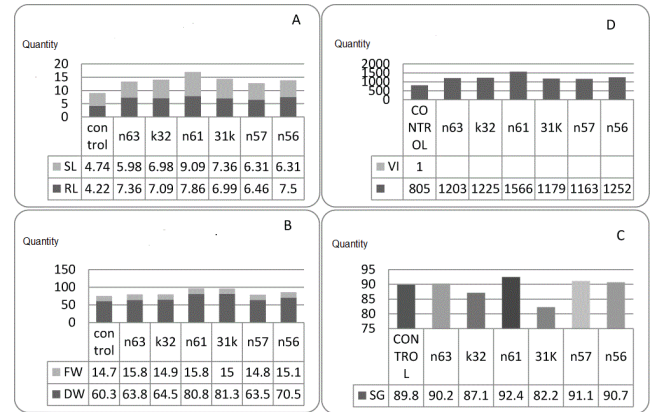 A
Quantity
20
15
10
5
0
con
trol
n63 k32 n61 31k n57 n56
SL 4.74 5.98 6.98 9.09 7.36 6.31 6.31
RL 4.22 7.36 7.09 7.86 6.99 6.46 7.5
D
Quantity
2000
1500
1000
500
0
CO
NTR
OL
n63 k32 n61 31K n57 n56
VI 1
805 1203 1225 1566 1179 1163 1252
B
Quantity
150
100
50
0
con
trol
n63 k32 n61 31k n57 n56
FW 14.7 15.8 14.9 15.8 15 14.8 15.1
DW 60.3 63.8 64.5 80.8 81.3 63.5 70.5
C
Quantity
95
90
85
80
75
CON
TRO
L
n63 k32 n61 31K n57 n56
SG 89.8 90.2 87.1 92.4 82.2 91.1 90.7